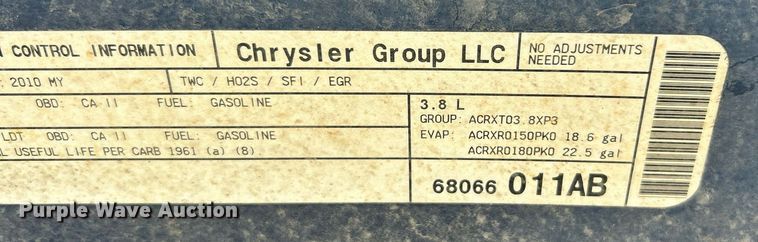 CONTROL INFORMATION
Chrysler Group LLC
NO ADJUSTMENTS
NEEDED
2010 MY
TWC / HO2S / SFI / EGR
OBD: CA II FUEL: GASOLINE
3.8 L
GROUP: ACRXT03.8XP3
EVAP: ACRXR0150PK0 18.6 gal
ACRXR0180PK0 22.5 gal
LDT OBD: CA II FUEL: GASOLINE
USEFUL LIFE PER CARB 1961 (a) (8).
68066 011AB
Purple Wave Auction